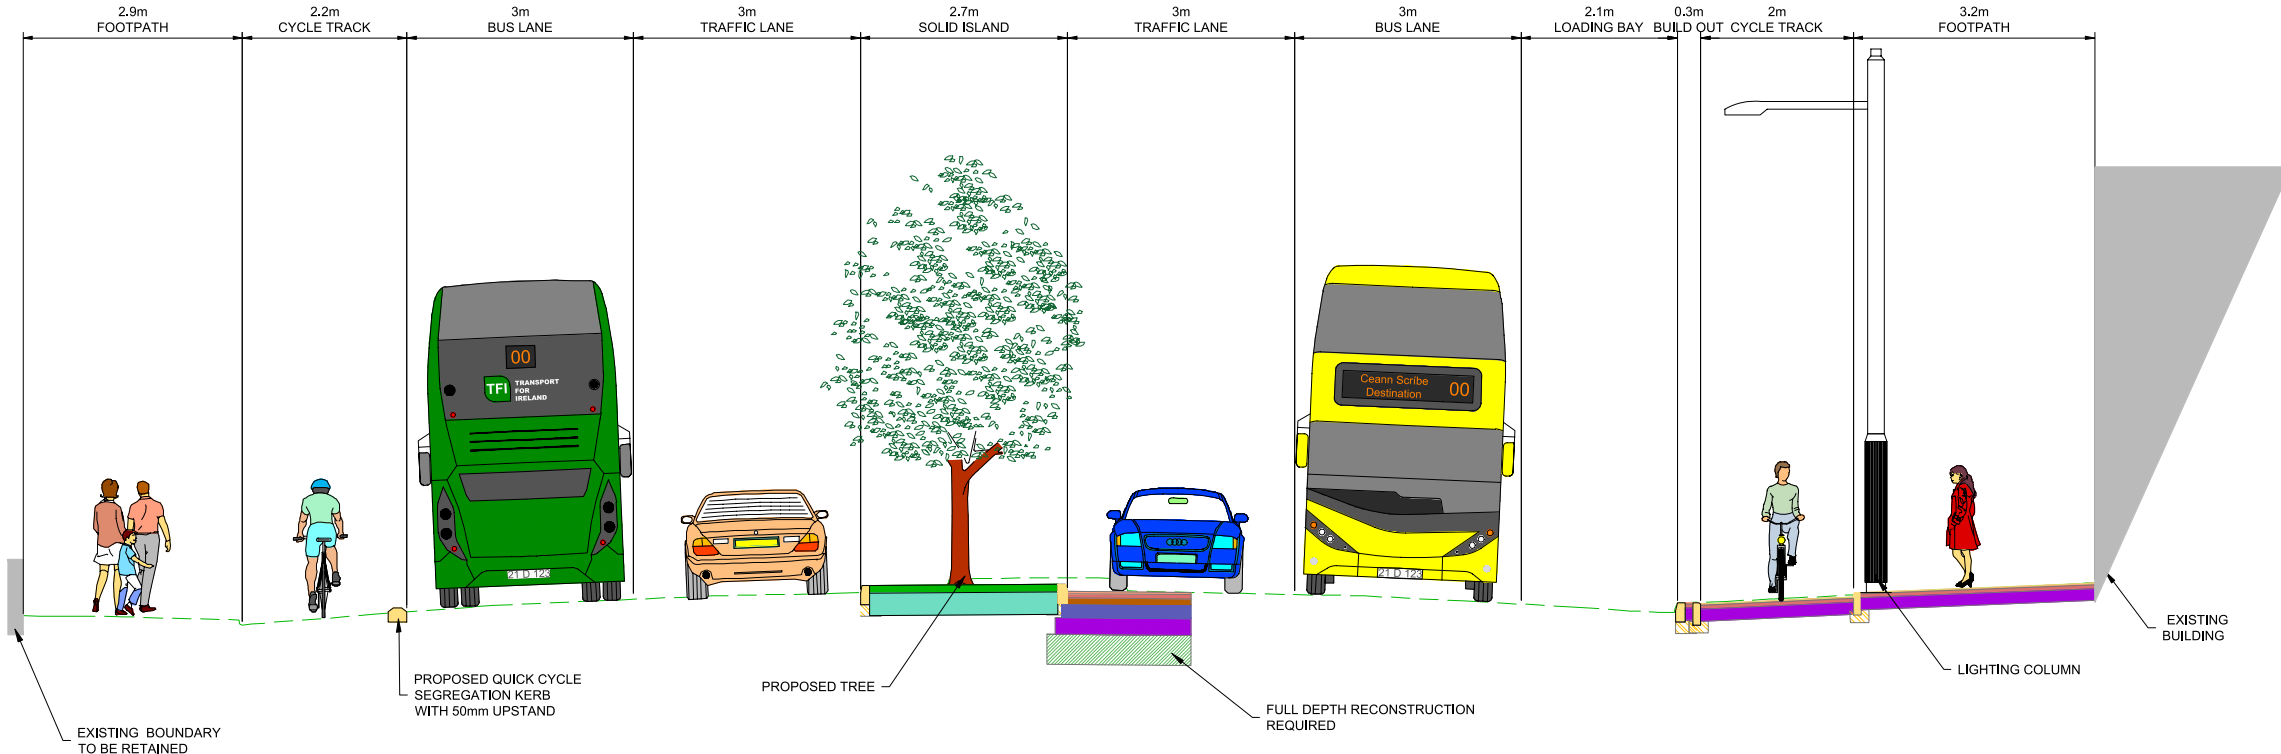 2.9m
FOOTPATH
2.2m
CYCLE TRACK
3m
BUS LANE
3m
TRAFFIC LANE
2.7m
SOLID ISLAND
3m
TRAFFIC LANE
3m
BUS LANE
2.1m
LOADING BAY
0.3m
BUILD OUT
2m
CYCLE TRACK
3.2m
FOOTPATH
00
TFI
TRANSPORT
FOR
IRELAND
21 D 123
Ceann Scríbe
Destination
00
21 D 123
EXISTING BOUNDARY
TO BE RETAINED
PROPOSED QUICK CYCLE
SEGREGATION KERB
WITH 50mm UPSTAND
PROPOSED TREE
FULL DEPTH RECONSTRUCTION
REQUIRED
LIGHTING COLUMN
EXISTING
BUILDING